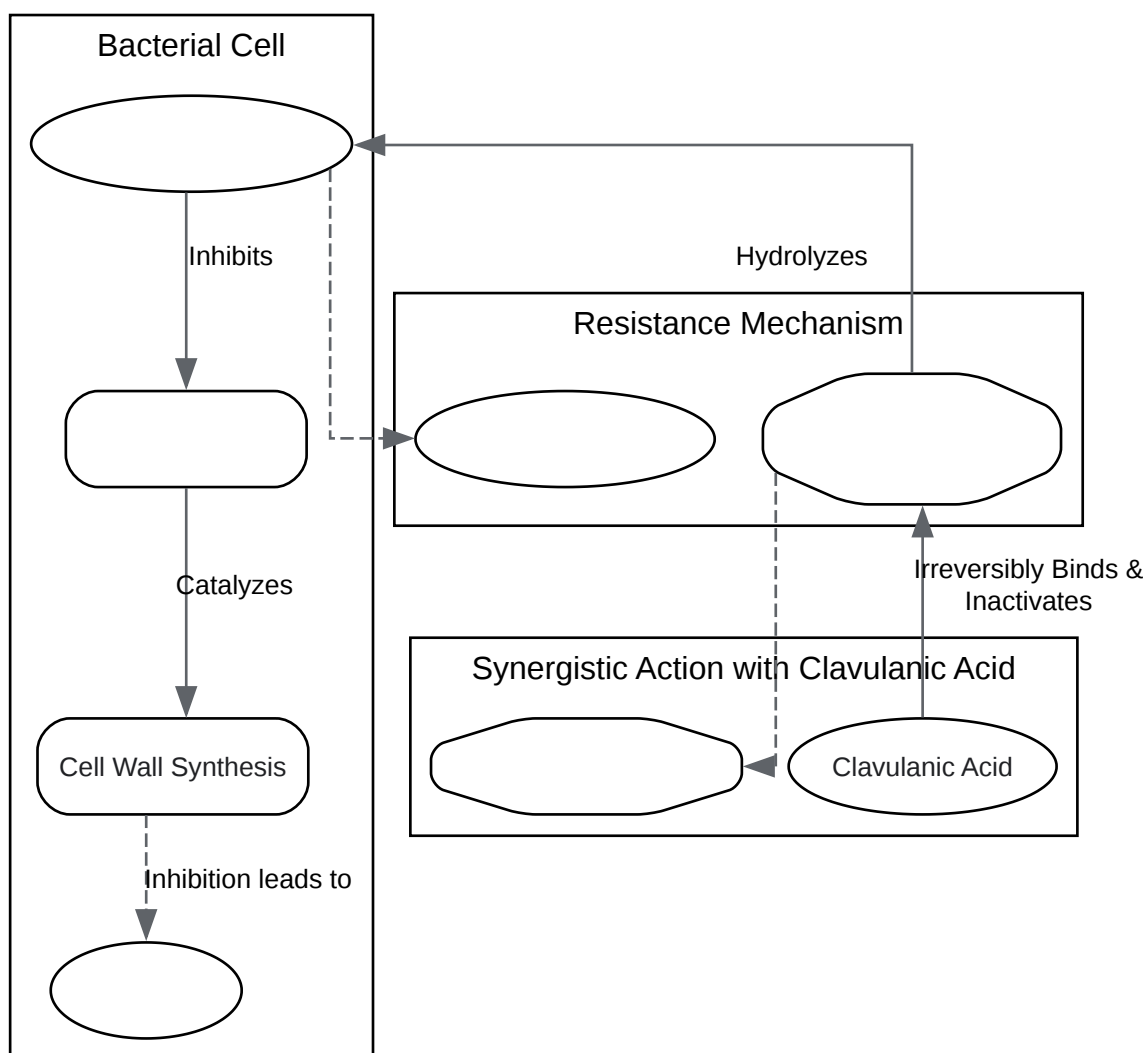 Bacterial Cell
Inhibits
Hydrolyzes
Resistance Mechanism
Catalyzes
Irreversibly Binds &
Inactivates
Synergistic Action with Clavulanic Acid
Cell Wall Synthesis
Clavulanic Acid
Inhibition leads to